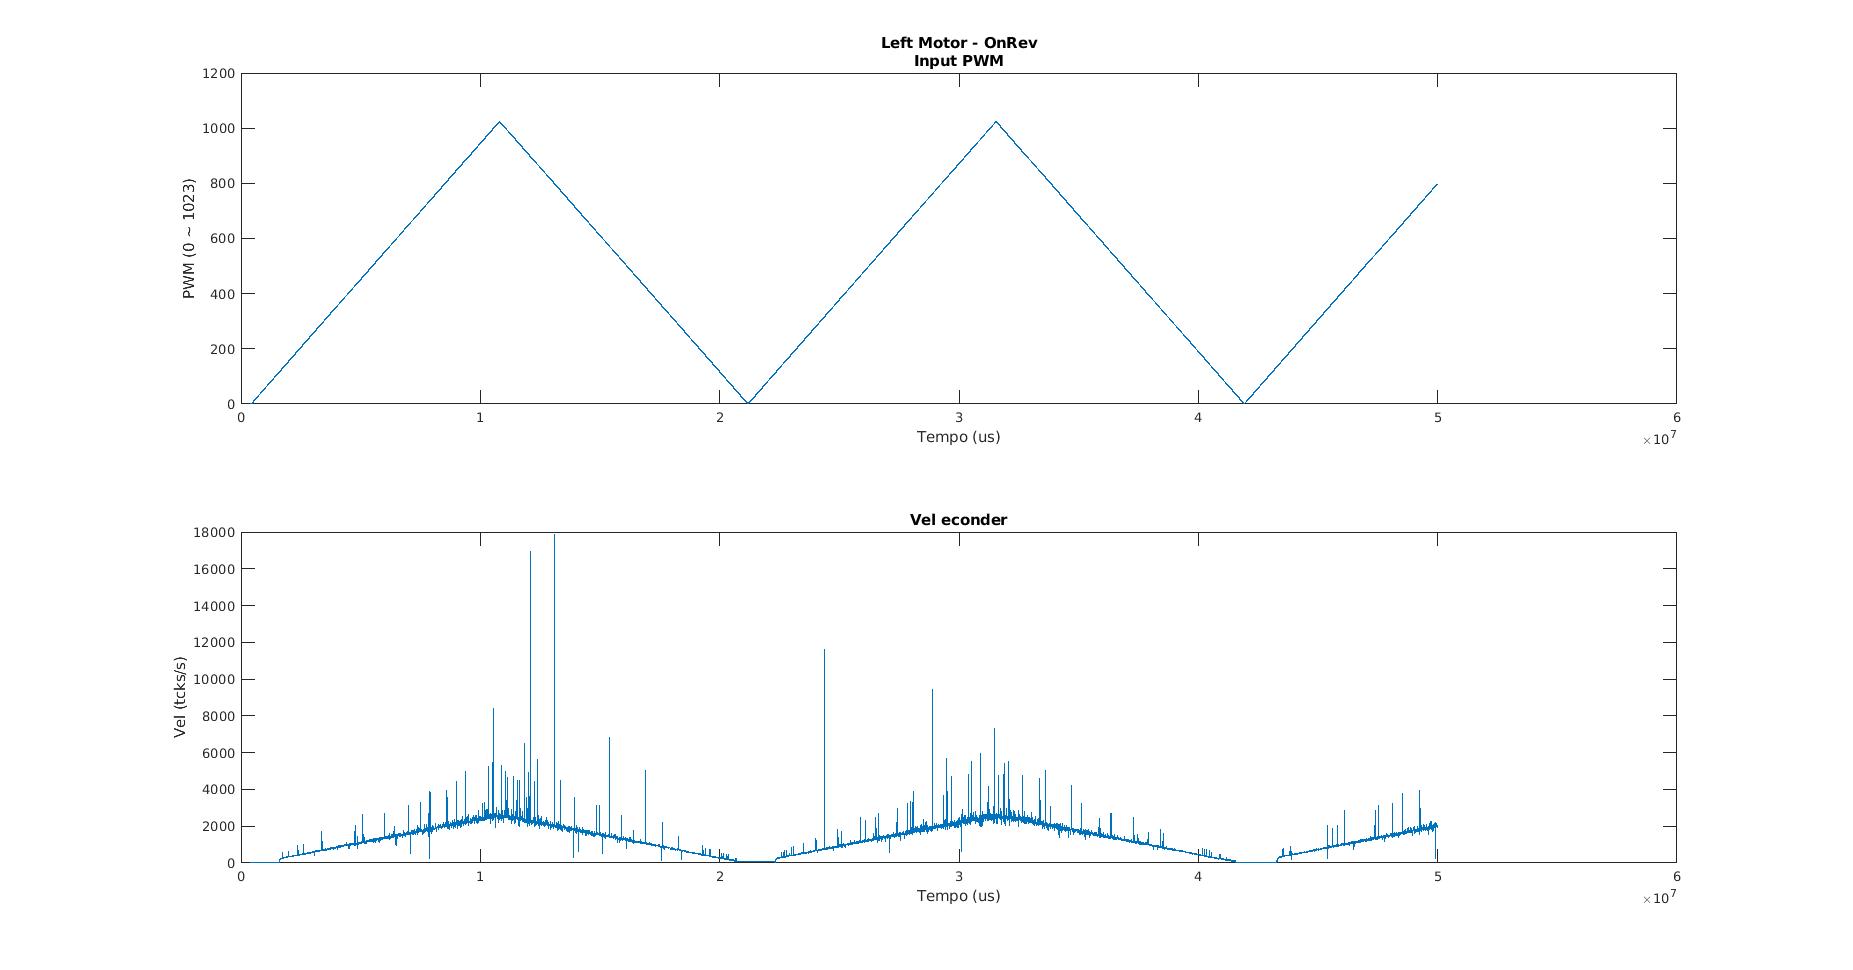 Left Motor - OnRev
Input PWM
1200
1000
800
600
400
200
0
PWM (0 ~ 1023)
0 1 2 3 4 5 6
Tempo (us)
×10^7
Vel econder
18000
16000
14000
12000
10000
8000
6000
4000
2000
0
Vel (tcks/s)
0 1 2 3 4 5 6
Tempo (us)
×10^7